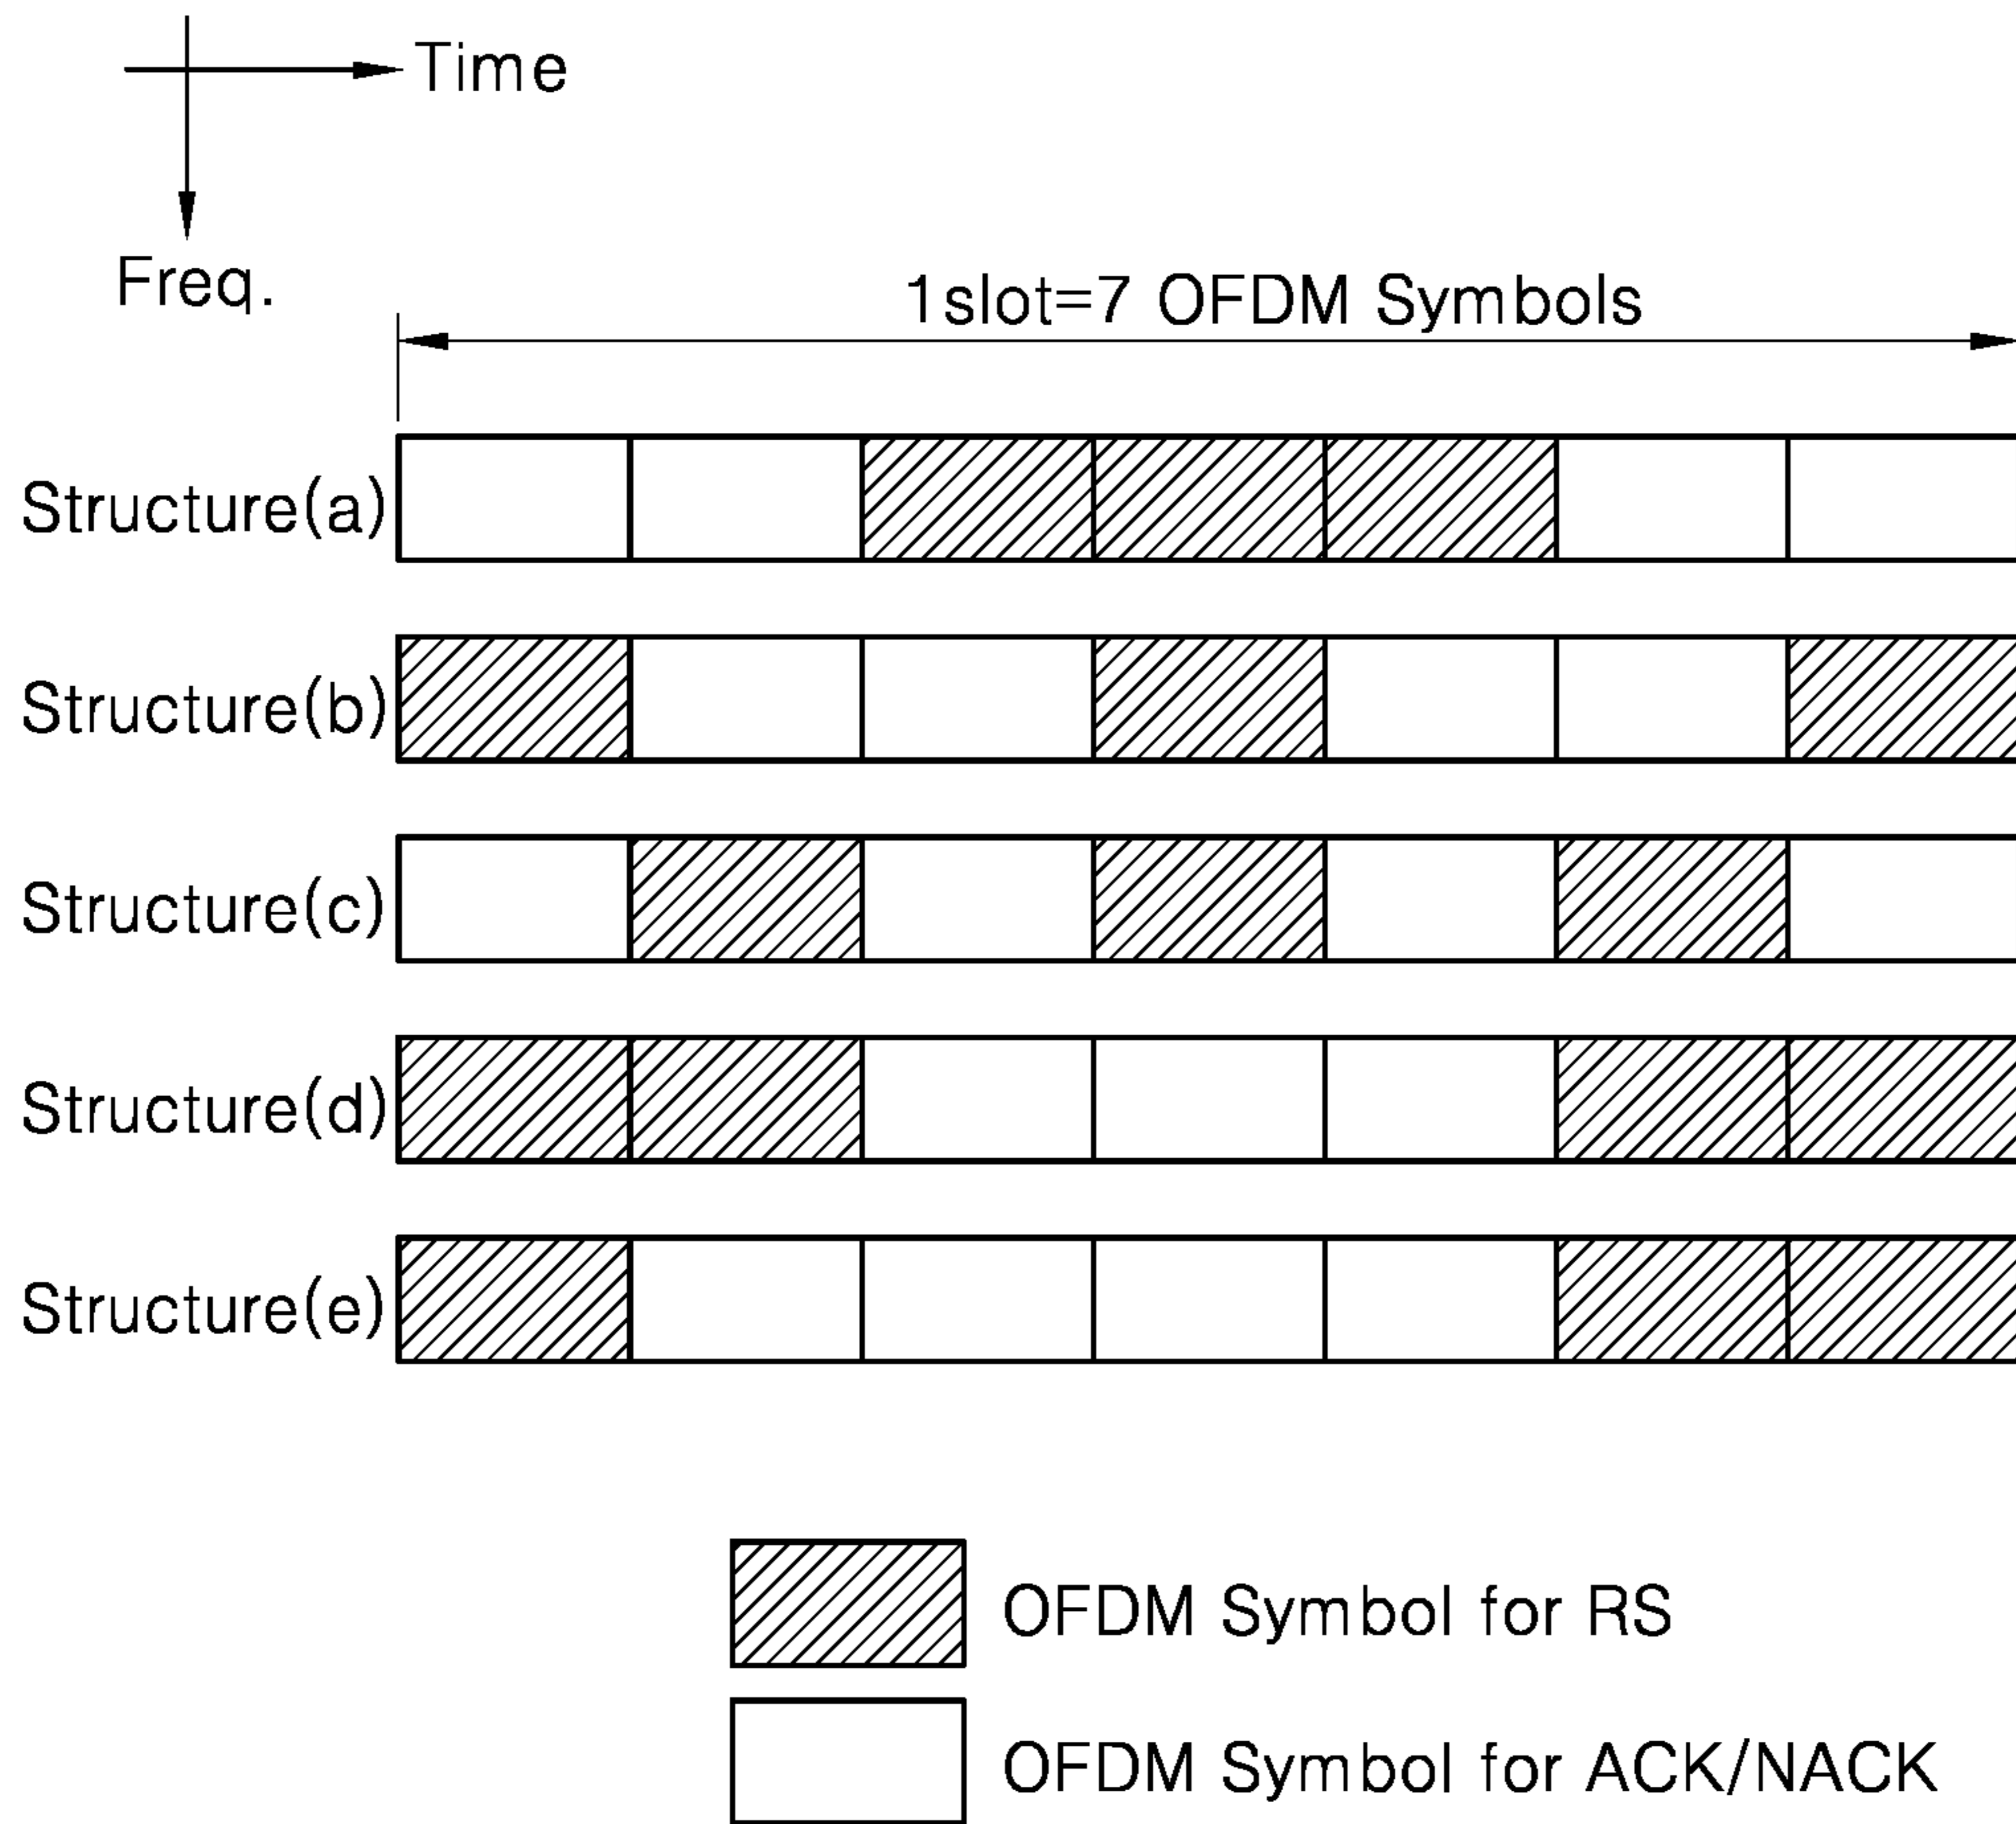 Time
Freq.
1slot=7 OFDM Symbols
Structure(a)
Structure(b)
Structure(c)
Structure(d)
Structure(e)
OFDM Symbol for RS
OFDM Symbol for ACK/NACK